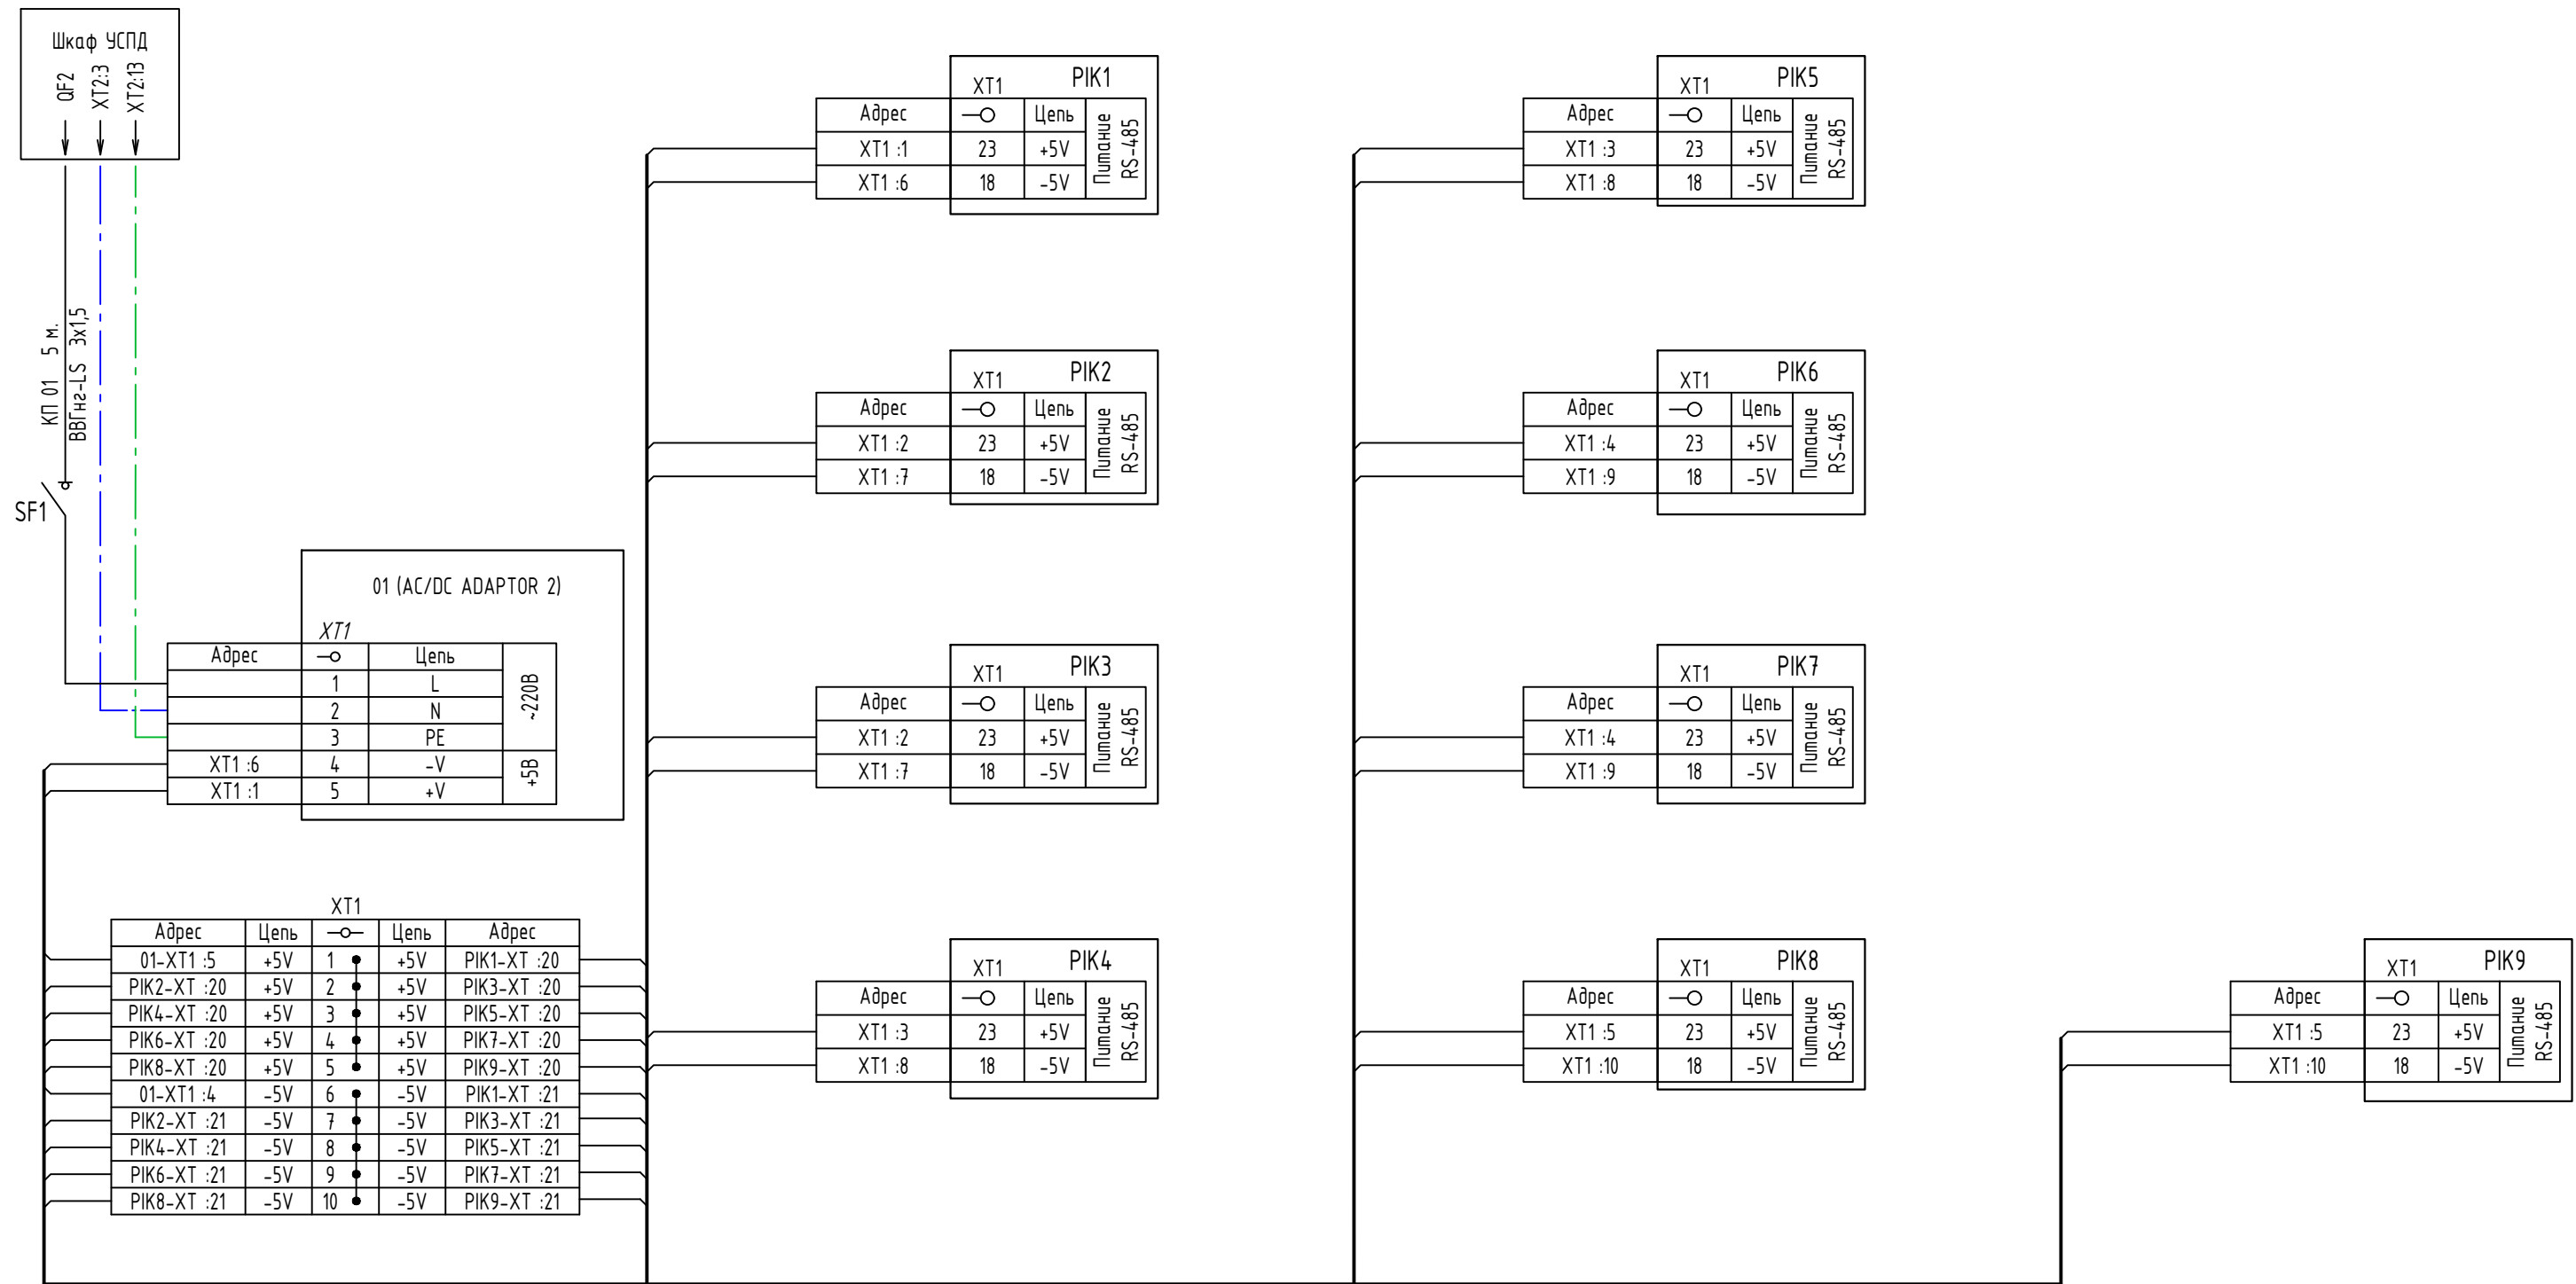 Шкаф УСПД
QF2
XT2:3
XT2:13
КП 01 5 м.
ВВГнг-LS 3х1,5
SF1
01 (AC/DC ADAPTOR 2)
XT1
Адрес Цепь
1 L
2 N
3 PE
~220В
XT1 :6 4 -V
XT1 :1 5 +V
+5В
XT1
Адрес Цепь Цепь Адрес
01-XT1 :5 +5V 1 +5V PIK1-XT :20
PIK2-XT :20 +5V 2 +5V PIK3-XT :20
PIK4-XT :20 +5V 3 +5V PIK5-XT :20
PIK6-XT :20 +5V 4 +5V PIK7-XT :20
PIK8-XT :20 +5V 5 +5V PIK9-XT :20
01-XT1 :4 -5V 6 -5V PIK1-XT :21
PIK2-XT :21 -5V 7 -5V PIK3-XT :21
PIK4-XT :21 -5V 8 -5V PIK5-XT :21
PIK6-XT :21 -5V 9 -5V PIK7-XT :21
PIK8-XT :21 -5V 10 -5V PIK9-XT :21
XT1 PIK1
Адрес Цепь
XT1 :1 23 +5V
XT1 :6 18 -5V
Питание
RS-485
XT1 PIK2
Адрес Цепь
XT1 :2 23 +5V
XT1 :7 18 -5V
Питание
RS-485
XT1 PIK3
Адрес Цепь
XT1 :2 23 +5V
XT1 :7 18 -5V
Питание
RS-485
XT1 PIK4
Адрес Цепь
XT1 :3 23 +5V
XT1 :8 18 -5V
Питание
RS-485
XT1 PIK5
Адрес Цепь
XT1 :3 23 +5V
XT1 :8 18 -5V
Питание
RS-485
XT1 PIK6
Адрес Цепь
XT1 :4 23 +5V
XT1 :9 18 -5V
Питание
RS-485
XT1 PIK7
Адрес Цепь
XT1 :4 23 +5V
XT1 :9 18 -5V
Питание
RS-485
XT1 PIK8
Адрес Цепь
XT1 :5 23 +5V
XT1 :10 18 -5V
Питание
RS-485
XT1 PIK9
Адрес Цепь
XT1 :5 23 +5V
XT1 :10 18 -5V
Питание
RS-485